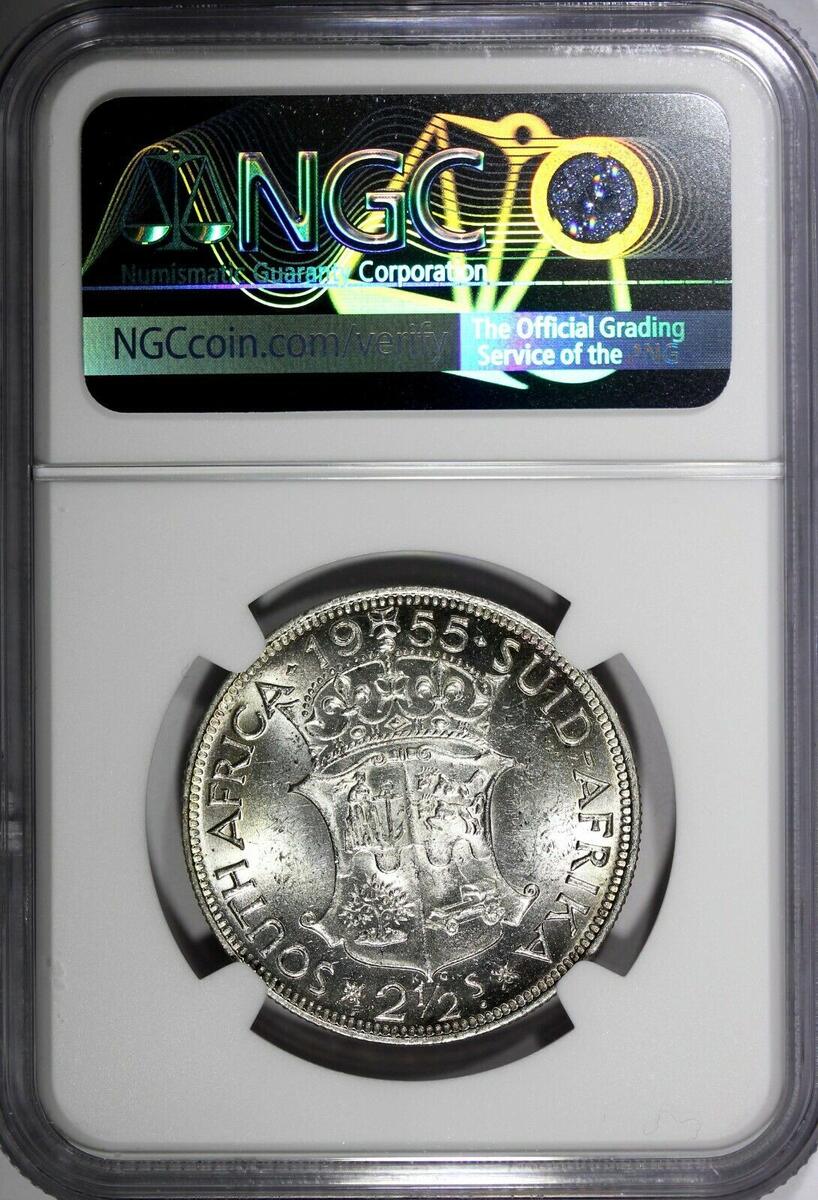 NGC
Numismatic Guaranty Corporation
NGCcoin.com/verify
The Official Grading
Service of the PNG
SOUTH AFRICA · 1955 · SUID-AFRIKA
2½ S
K G